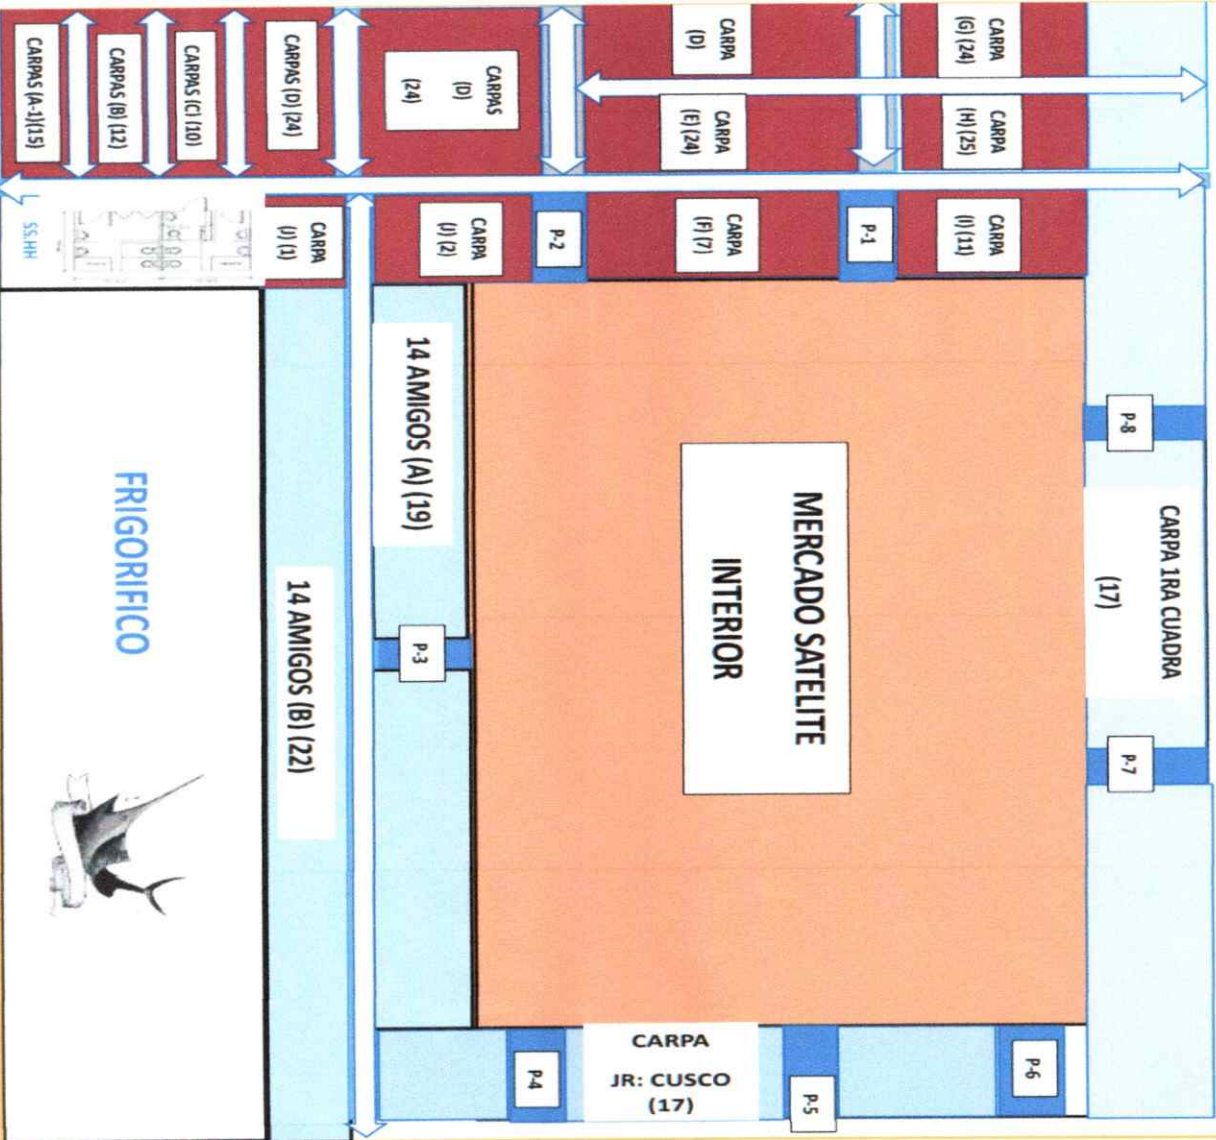 CARPA
(G) (24)
CARPA
(H) (25)
CARPA
(I) (11)
P-8
CARPA 1RA CUADRA
(17)
P-7
P-1
CARPA
(D)
CARPA
(E) (24)
CARPA
(F) (7)
MERCADO SATELITE
INTERIOR
P-6
P-5
CARPA
JR: CUSCO
(17)
P-4
P-2
CARPAS
(D)
(24)
CARPA
(J) (2)
14 AMIGOS (A) (19)
P-3
CARPAS (D) (24)
CARPA
(J) (1)
14 AMIGOS (B) (22)
CARPAS (C) (10)
CARPAS (B) (12)
CARPAS (A-1)(15)
SS.HH
FRIGORIFICO